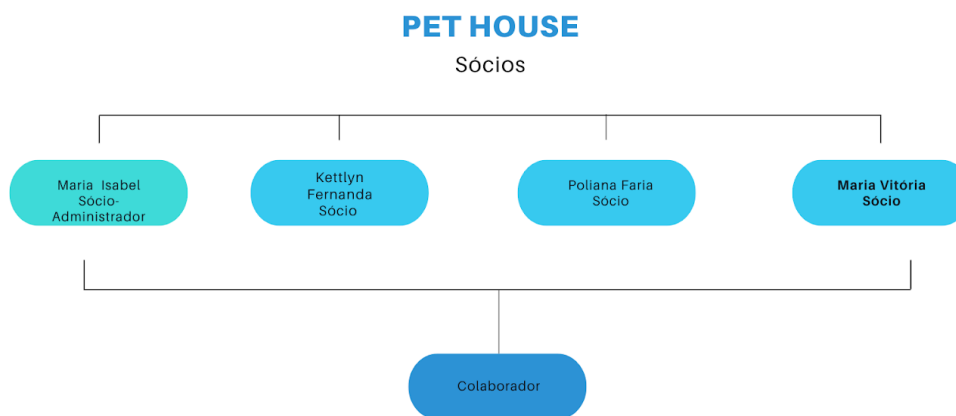 PET HOUSE
Sócios
Maria Isabel
Sócio-
Administrador
Kettlyn
Fernanda
Sócio
Poliana Faria
Sócio
Maria Vitória
Sócio
Colaborador